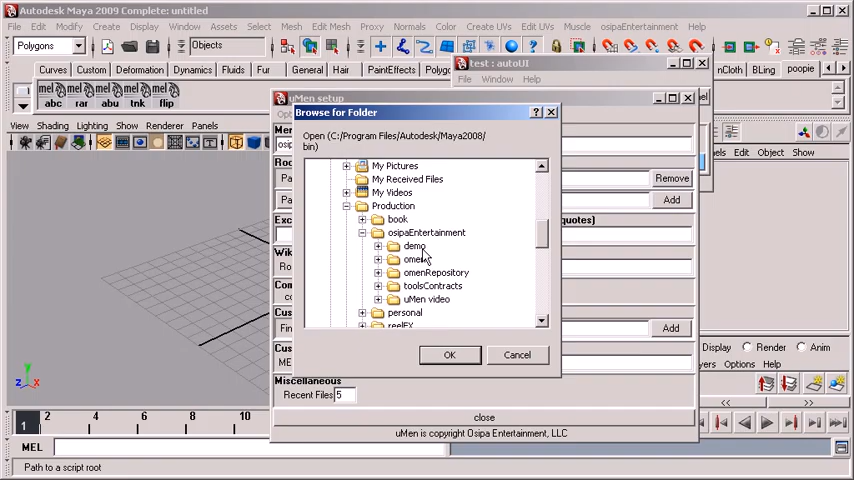 Autodesk Maya 2009 Complete: untitled
File Edit Modify Create Display Window Assets Select Mesh Edit Mesh Proxy Normals Color Create UVs Edit UVs Muscle osipaEntertainment Help
Polygons Objects
test : autoUI
File Window Help
Curves Custom Deformation Dynamics Fluids Fur General Hair PaintEffects nCloth BLing poopie
mel mel mel mel mel
abc rar abu tnk flip
uMen setup
View Shading Lighting Show Renderer Panels
Browse for Folder
Open (C:/Program Files/Autodesk/Maya2008/
bin)
Edit Object Show
My Pictures
My Received Files
Remove
My Videos
Add
Production
book
quotes)
osipaEntertainment
demo
omen
omenRepository
toolsContracts
uMen video
personal
Add
reelFX
OK Cancel
Display Render Anim
Options Help
Miscellaneous
Recent Files 5
close
uMen is copyright Osipa Entertainment, LLC
1 2 4 6 8 10
MEL
Path to a script root